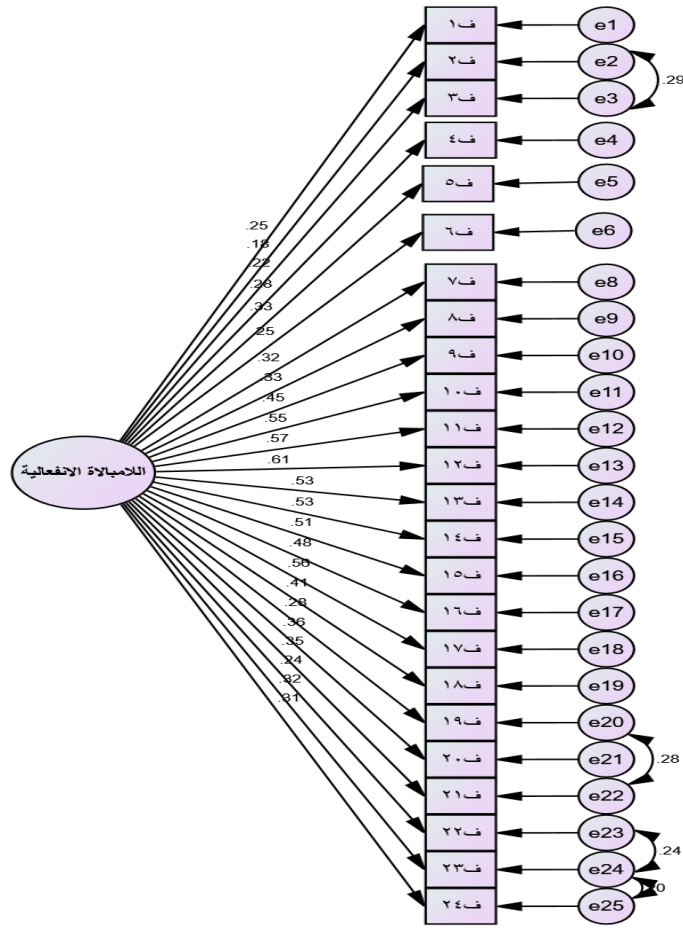 ف١ e1
ف٢ e2
.29
ف٣ e3
ف٤ e4
ف٥ e5
ف٦ e6
ف٧ e8
ف٨ e9
ف٩ e10
ف١٠ e11
ف١١ e12
ف١٢ e13
ف١٣ e14
ف١٤ e15
ف١٥ e16
ف١٦ e17
ف١٧ e18
ف١٨ e19
ف١٩ e20
ف٢٠ e21
.28
ف٢١ e22
ف٢٢ e23
.24
ف٢٣ e24
ف٢٤ e25
.25
.18
.22
.28
.33
.25
.32
.33
.45
.55
.57
.61
.53
.53
.51
.48
.41
.28
.36
.35
.24
.32
.31
اللامبالاة الانفعالية